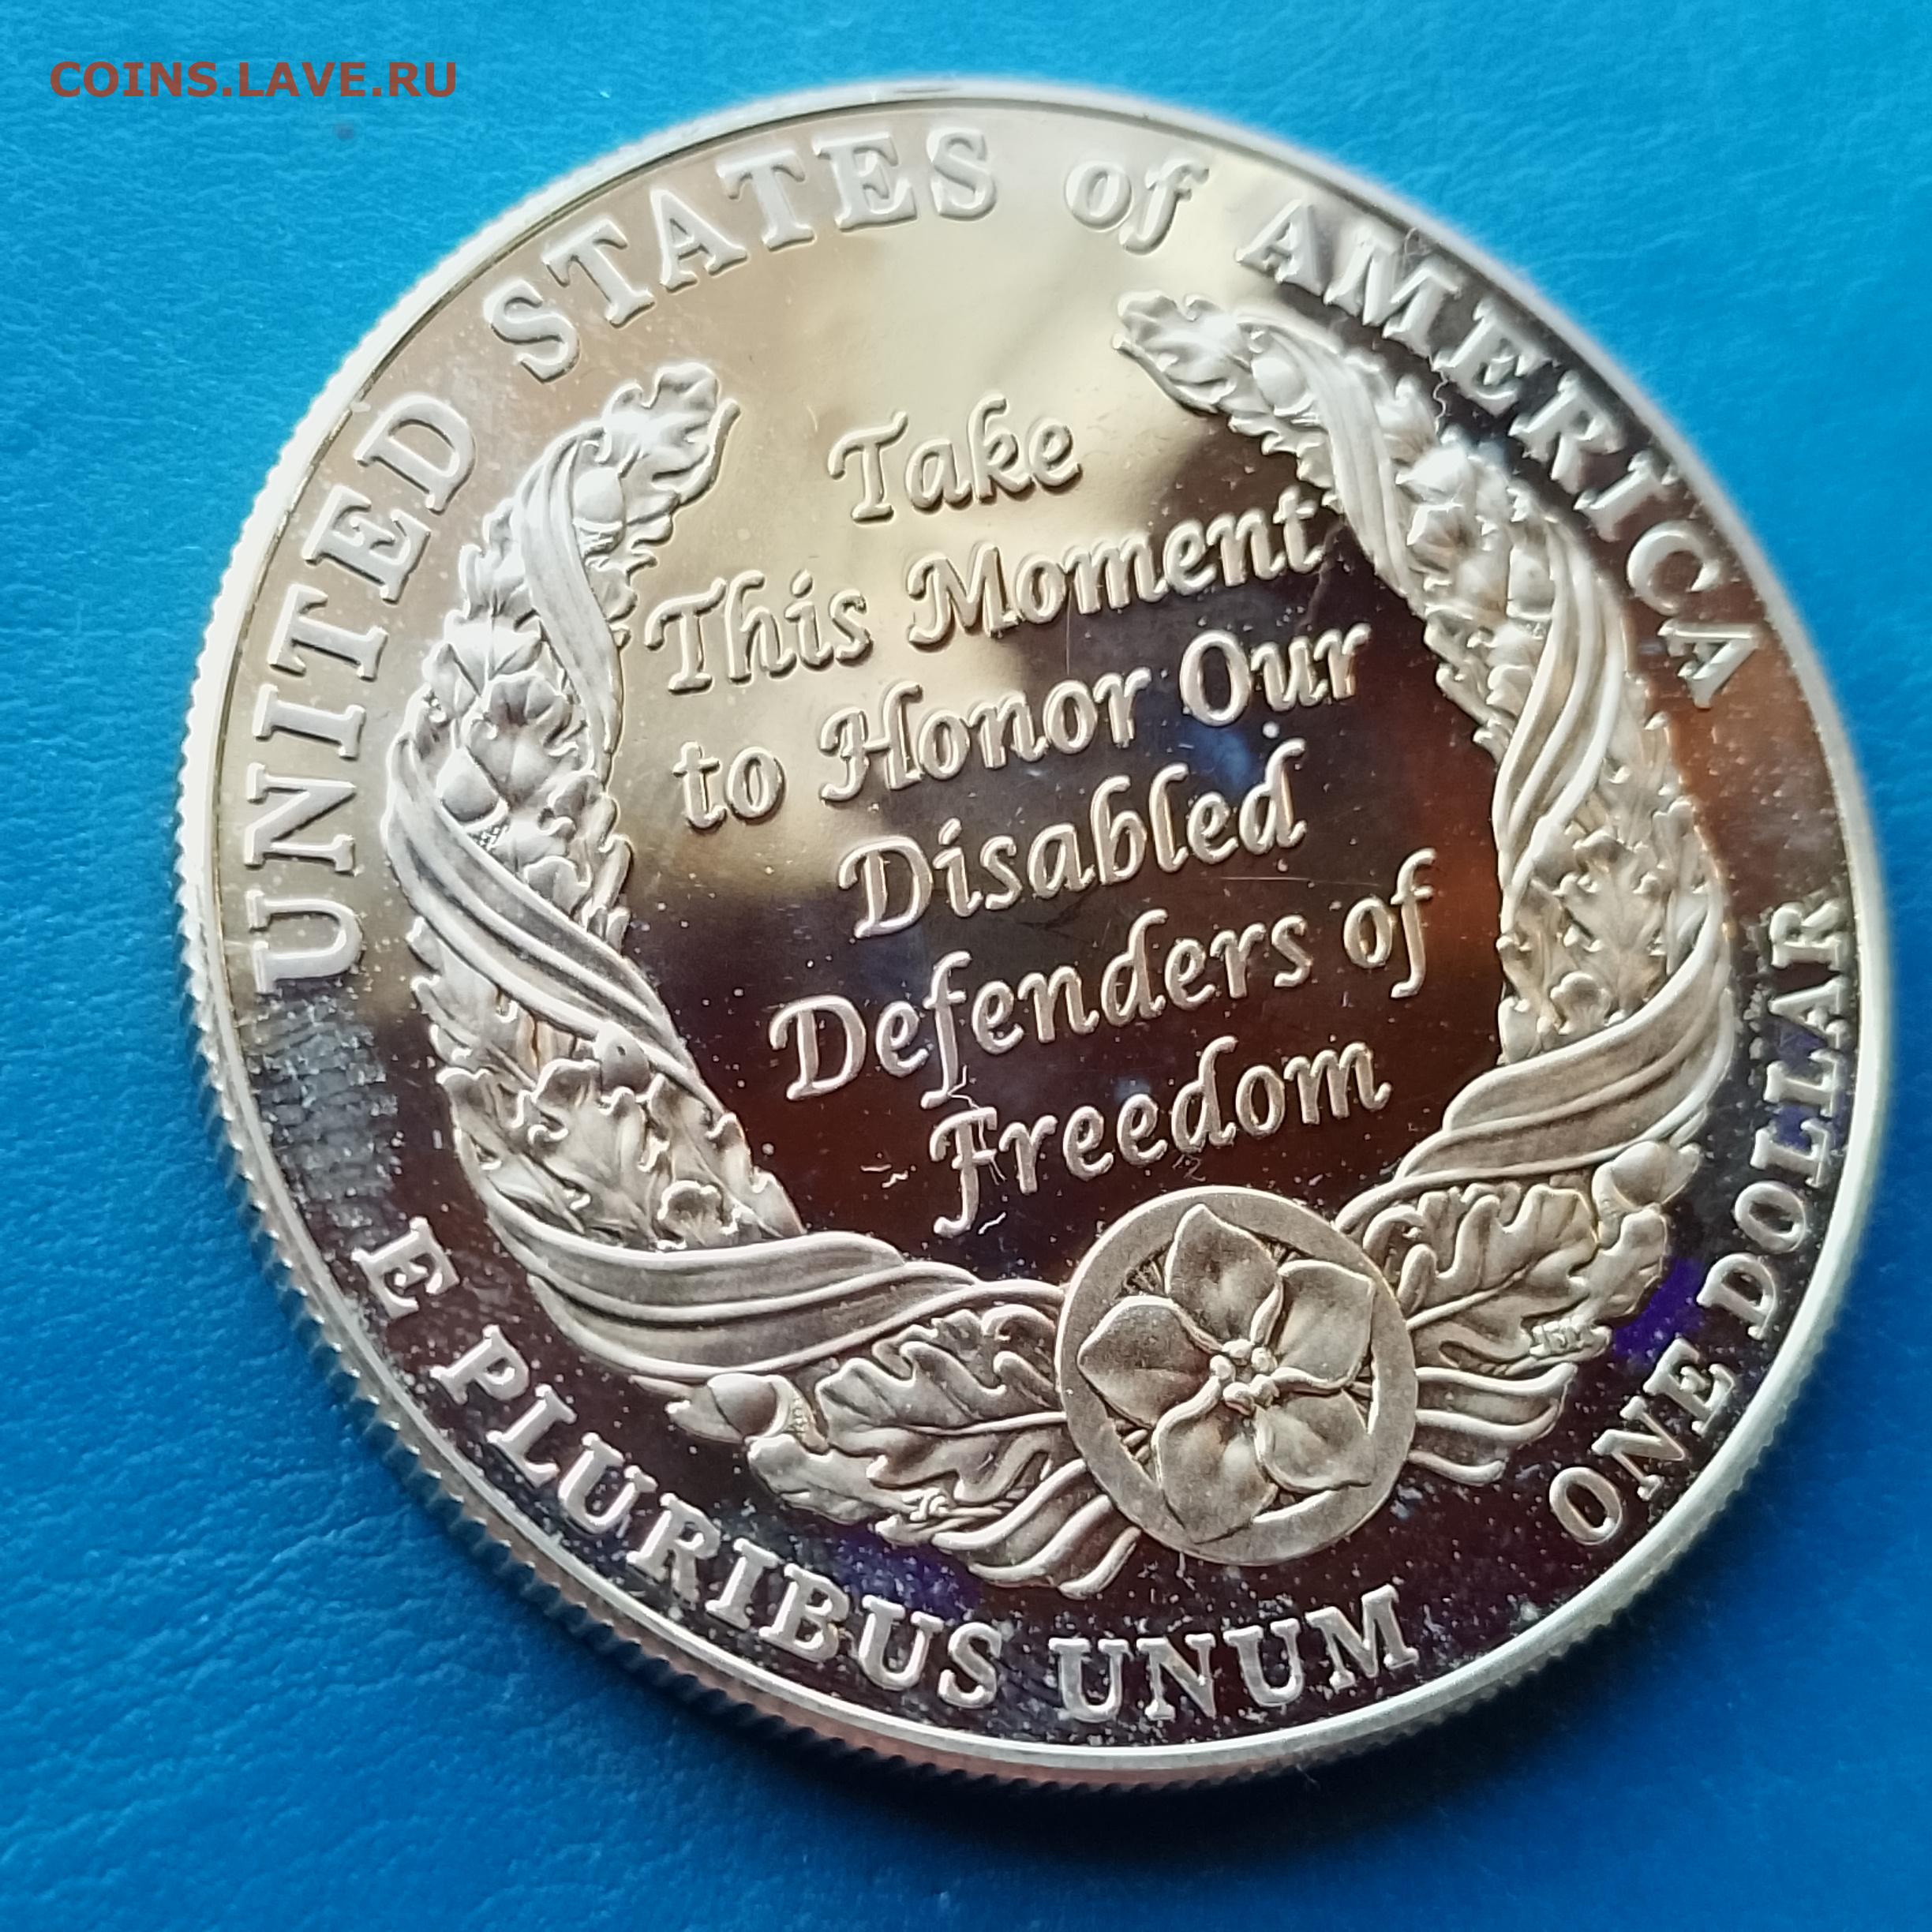 COINS.LAVE.RU
UNITED STATES of AMERICA
Take
This Moment
to Honor Our
Disabled
Defenders of
Freedom
E PLURIBUS UNUM
ONE DOLLAR